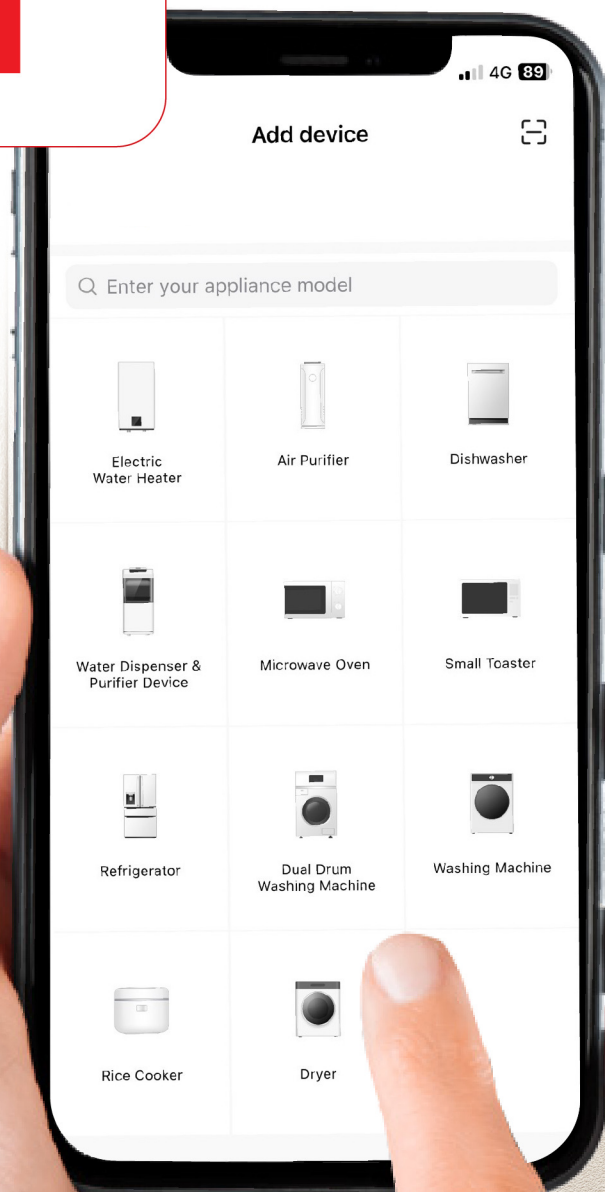 4G 89
Add device
Enter your appliance model
Electric
Water Heater
Air Purifier
Dishwasher
Water Dispenser &
Purifier Device
Microwave Oven
Small Toaster
Refrigerator
Dual Drum
Washing Machine
Washing Machine
Rice Cooker
Dryer